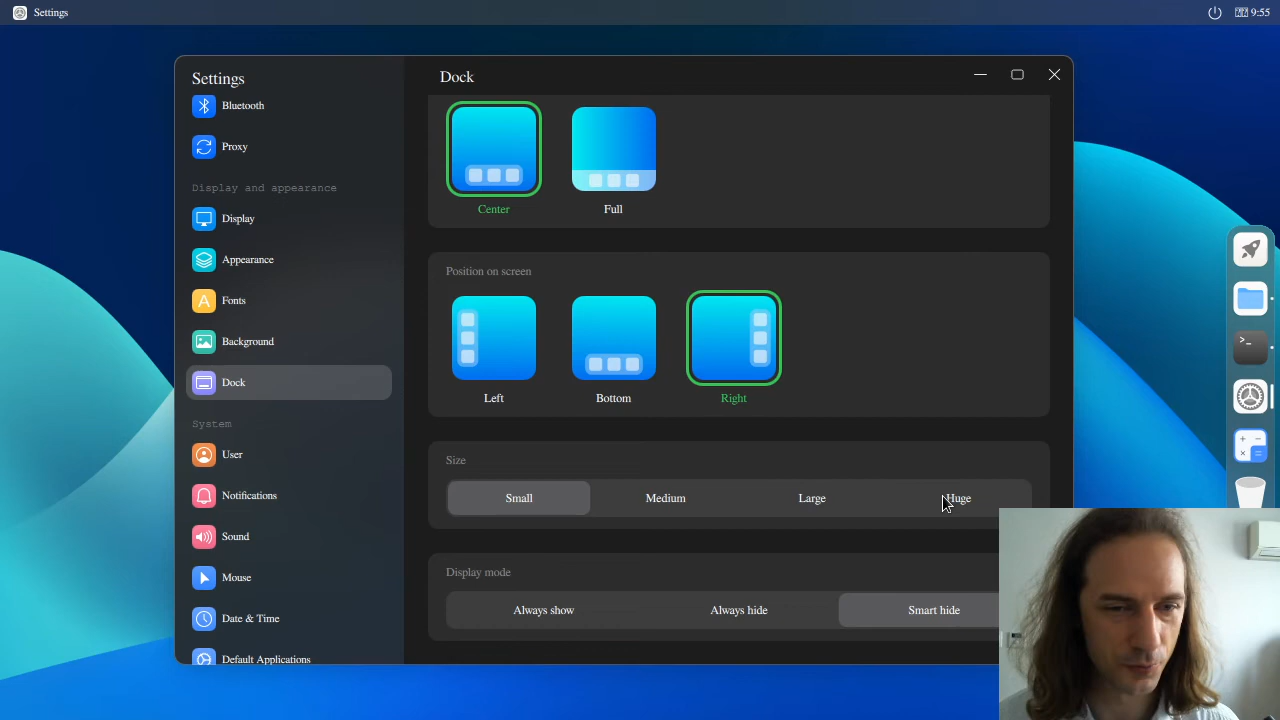 Settings
9:55
Settings
Dock
Bluetooth
Proxy
Display and appearance
Display
Appearance
Fonts
Background
Dock
System
User
Notifications
Sound
Mouse
Date & Time
Default Applications
Center
Full
Position on screen
Left
Bottom
Right
Size
Small
Medium
Large
Huge
Display mode
Always show
Always hide
Smart hide